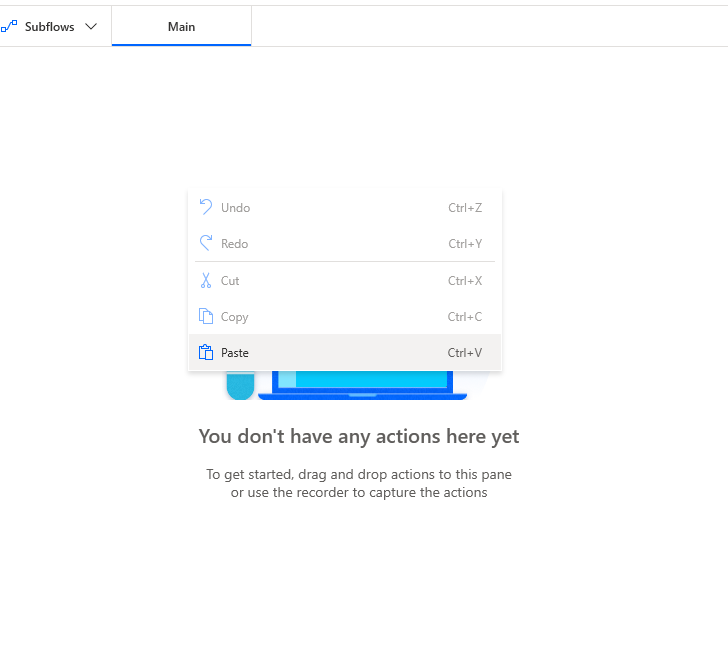 Subflows
Main
Undo Ctrl+Z
Redo Ctrl+Y
Cut Ctrl+X
Copy Ctrl+C
Paste Ctrl+V
You don't have any actions here yet
To get started, drag and drop actions to this pane
or use the recorder to capture the actions